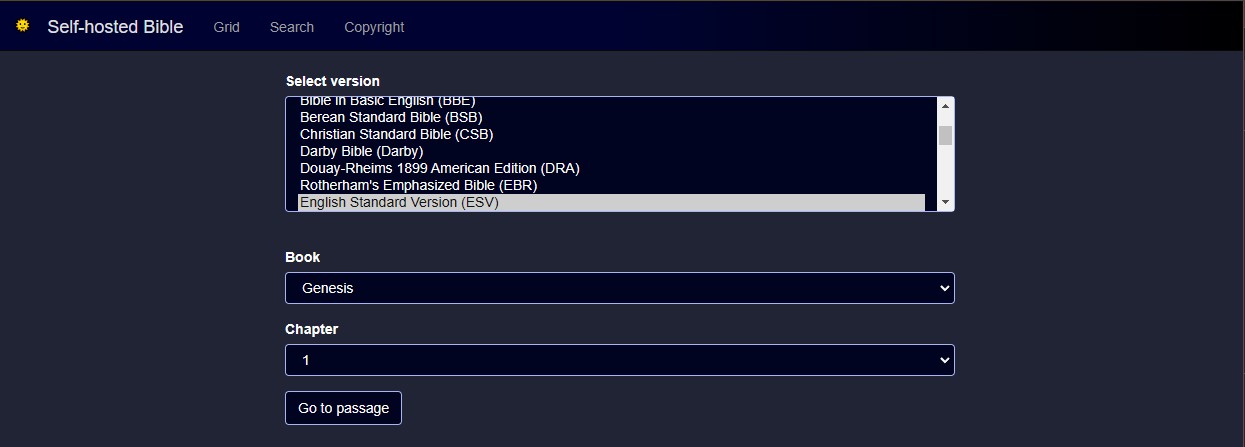 Self-hosted Bible Grid Search Copyright
Select version
Bible in Basic English (BBE)
Berean Standard Bible (BSB)
Christian Standard Bible (CSB)
Darby Bible (Darby)
Douay-Rheims 1899 American Edition (DRA)
Rotherham's Emphasized Bible (EBR)
English Standard Version (ESV)
Book
Genesis
Chapter
1
Go to passage